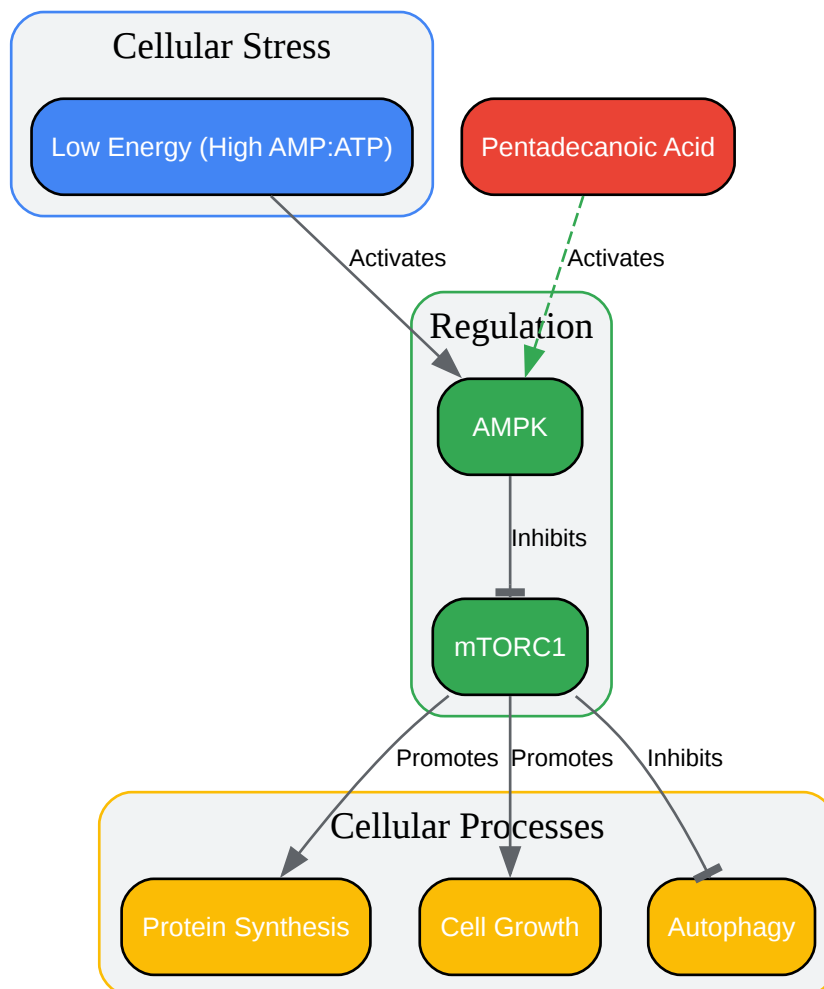 Cellular Stress
Low Energy (High AMP:ATP)
Pentadecanoic Acid
Activates
Activates
Regulation
AMPK
Inhibits
mTORC1
Promotes
Promotes
Inhibits
Cellular Processes
Protein Synthesis
Cell Growth
Autophagy